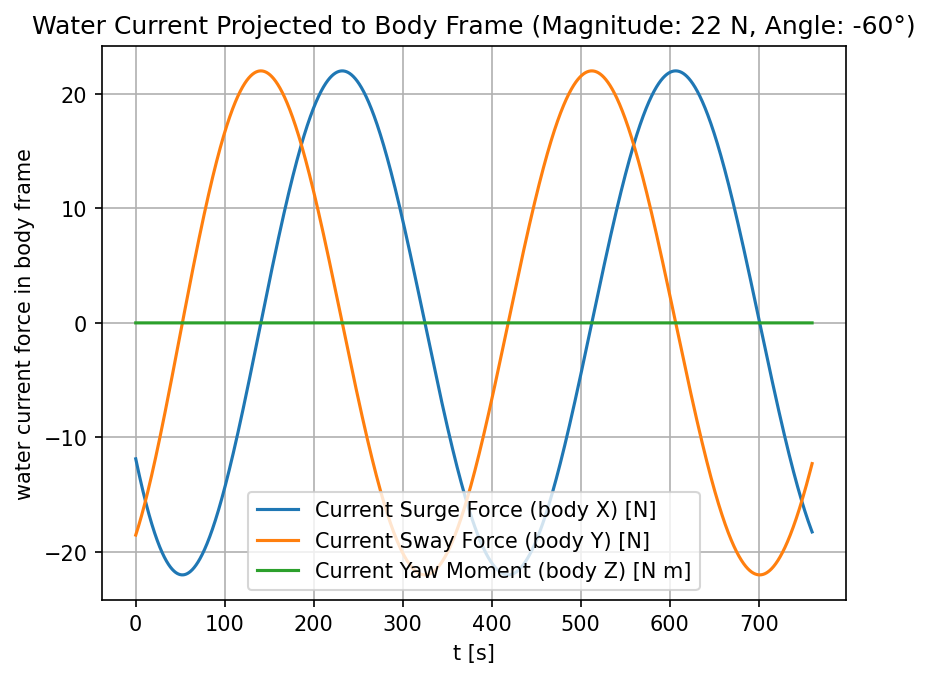 Water Current Projected to Body Frame (Magnitude: 22 N, Angle: -60°)
water current force in body frame
20
10
0
−10
−20
Current Surge Force (body X) [N]
Current Sway Force (body Y) [N]
Current Yaw Moment (body Z) [N m]
0 100 200 300 400 500 600 700
t [s]